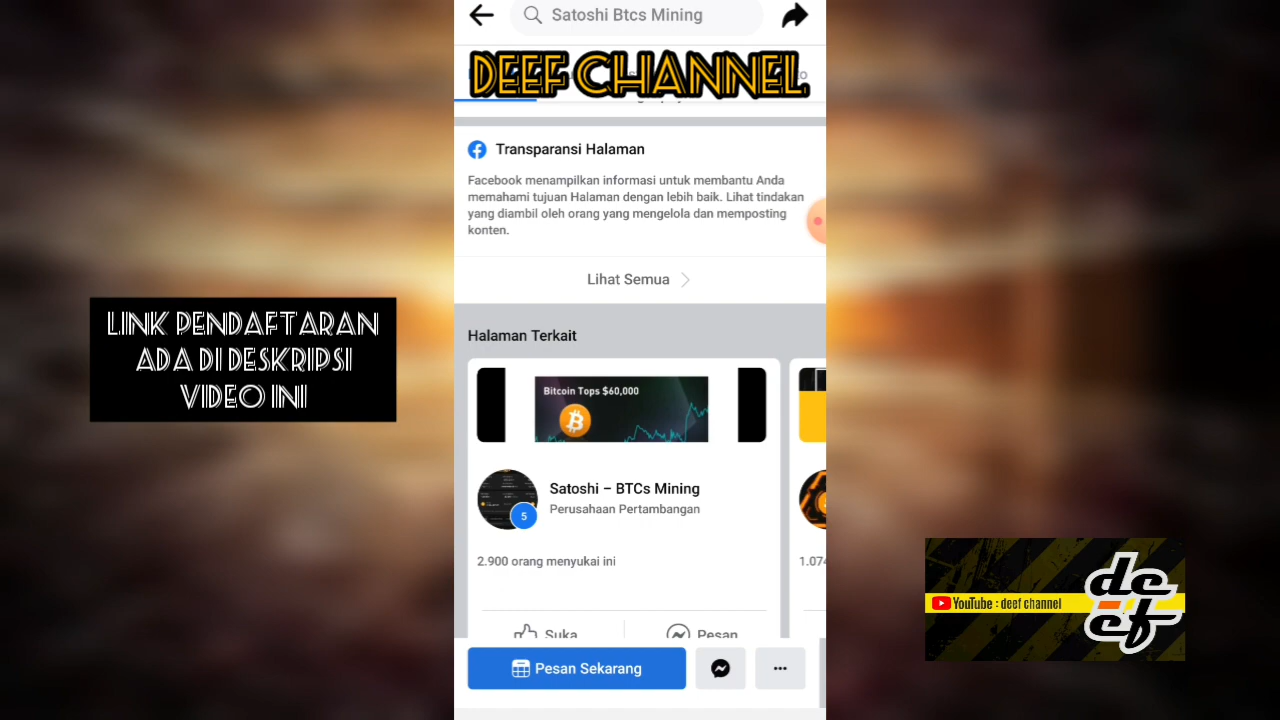 Satoshi Btcs Mining
DEEF CHANNEL
Transparansi Halaman
Facebook menampilkan informasi untuk membantu Anda
memahami tujuan Halaman dengan lebih baik. Lihat tindakan
yang diambil oleh orang yang mengelola dan memposting
konten.
Lihat Semua
LINK PENDAFTARAN
ADA DI DESKRIPSI
VIDEO INI
Halaman Terkait
Bitcoin Tops $60,000
Satoshi – BTCs Mining
5
Perusahaan Pertambangan
2.900 orang menyukai ini
1.074
Suka
Pesan
Pesan Sekarang
YouTube : deef channel
deef